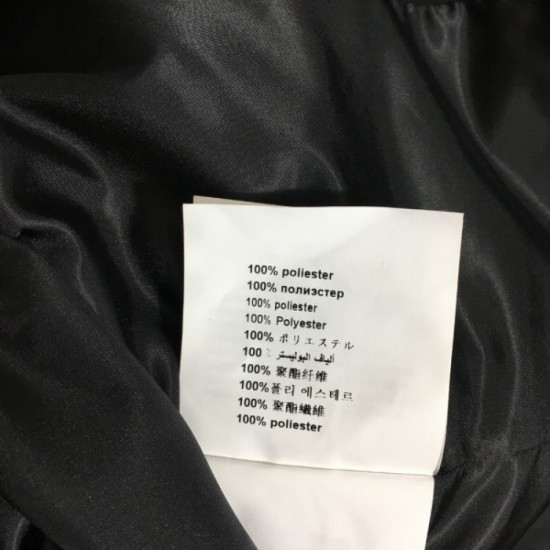 100% poliester
100% полиэстер
100% poliester
100% Polyester
100% ポリエステル
100 : ألياف البوليستر
100% 聚酯纤维
100%폴리 에스테르
100% 聚酯纖維
100% poliester